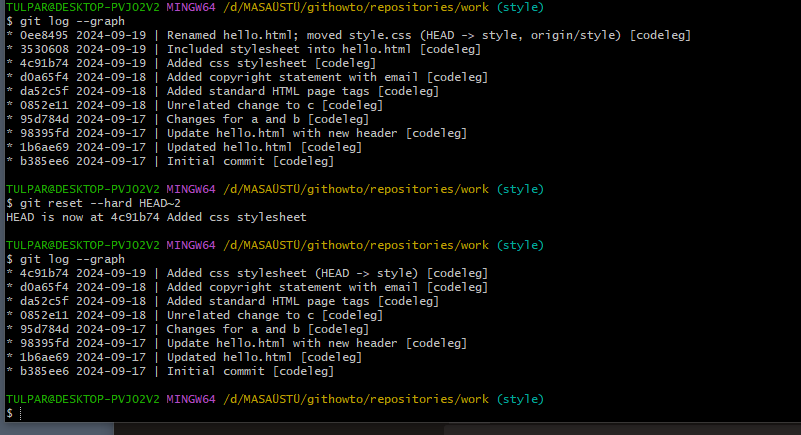 TULPAR@DESKTOP-PVJO2V2 MINGW64 /d/MASAÜSTÜ/githowto/repositories/work (style)
$ git log --graph
* 0ee8495 2024-09-19 | Renamed hello.html; moved style.css (HEAD -> style, origin/style) [codeleg]
* 3530608 2024-09-19 | Included stylesheet into hello.html [codeleg]
* 4c91b74 2024-09-19 | Added css stylesheet [codeleg]
* d0a65f4 2024-09-18 | Added copyright statement with email [codeleg]
* da52c5f 2024-09-18 | Added standard HTML page tags [codeleg]
* 0852e11 2024-09-18 | Unrelated change to c [codeleg]
* 95d784d 2024-09-17 | Changes for a and b [codeleg]
* 98395fd 2024-09-17 | Update hello.html with new header [codeleg]
* 1b6ae69 2024-09-17 | Updated hello.html [codeleg]
* b385ee6 2024-09-17 | Initial commit [codeleg]
TULPAR@DESKTOP-PVJO2V2 MINGW64 /d/MASAÜSTÜ/githowto/repositories/work (style)
$ git reset --hard HEAD~2
HEAD is now at 4c91b74 Added css stylesheet
TULPAR@DESKTOP-PVJO2V2 MINGW64 /d/MASAÜSTÜ/githowto/repositories/work (style)
$ git log --graph
* 4c91b74 2024-09-19 | Added css stylesheet (HEAD -> style) [codeleg]
* d0a65f4 2024-09-18 | Added copyright statement with email [codeleg]
* da52c5f 2024-09-18 | Added standard HTML page tags [codeleg]
* 0852e11 2024-09-18 | Unrelated change to c [codeleg]
* 95d784d 2024-09-17 | Changes for a and b [codeleg]
* 98395fd 2024-09-17 | Update hello.html with new header [codeleg]
* 1b6ae69 2024-09-17 | Updated hello.html [codeleg]
* b385ee6 2024-09-17 | Initial commit [codeleg]
TULPAR@DESKTOP-PVJO2V2 MINGW64 /d/MASAÜSTÜ/githowto/repositories/work (style)
$